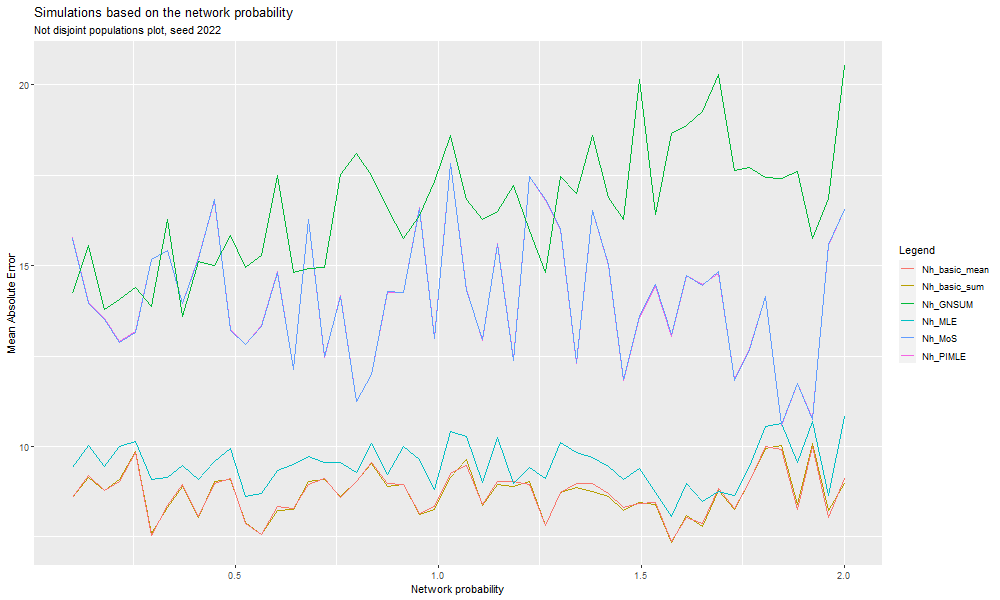 Simulations based on the network probability
Not disjoint populations plot, seed 2022
Mean Absolute Error
20
15
10
0.5
1.0
1.5
2.0
Network probability
Legend
Nh_basic_mean
Nh_basic_sum
Nh_GNSUM
Nh_MLE
Nh_MoS
Nh_PIMLE